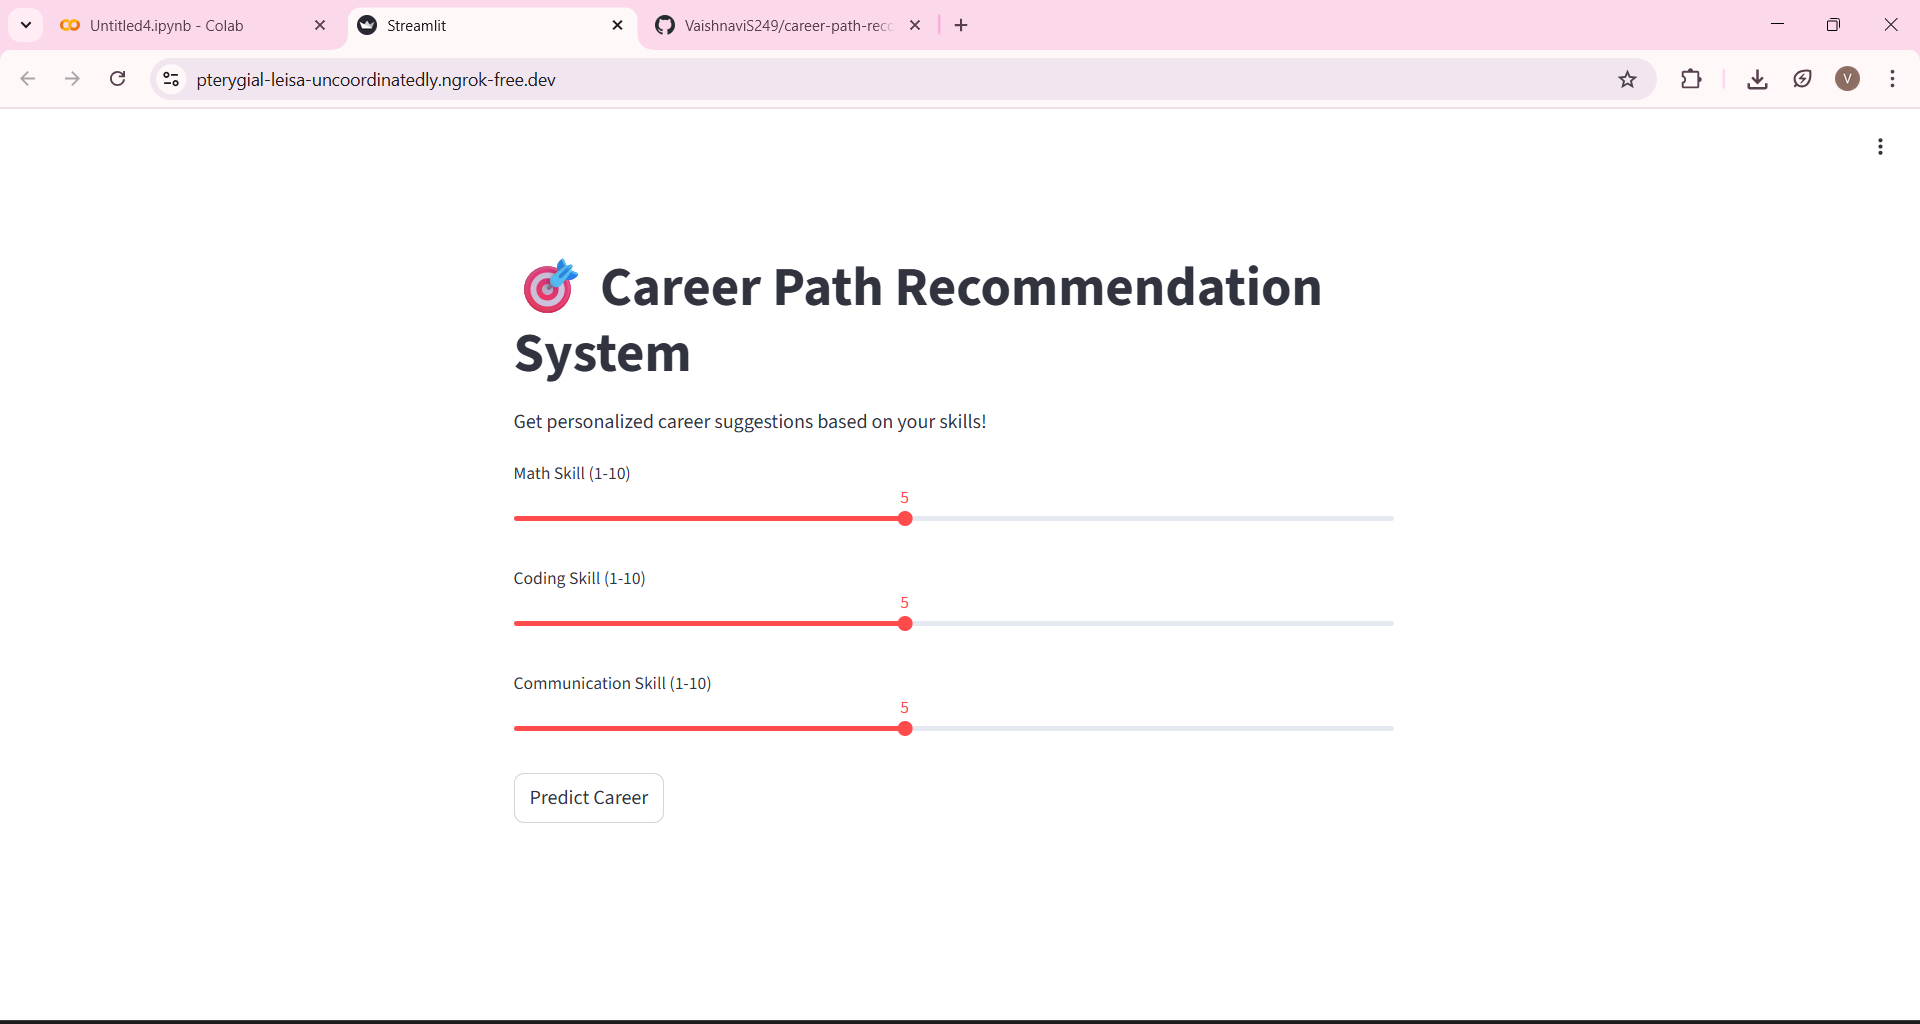 Untitled4.ipynb - Colab
Streamlit
VaishnaviS249/career-path-rec
pterygial-leisa-uncoordinatedly.ngrok-free.dev
V
Career Path Recommendation
System
Get personalized career suggestions based on your skills!
Math Skill (1-10)
5
Coding Skill (1-10)
5
Communication Skill (1-10)
5
Predict Career